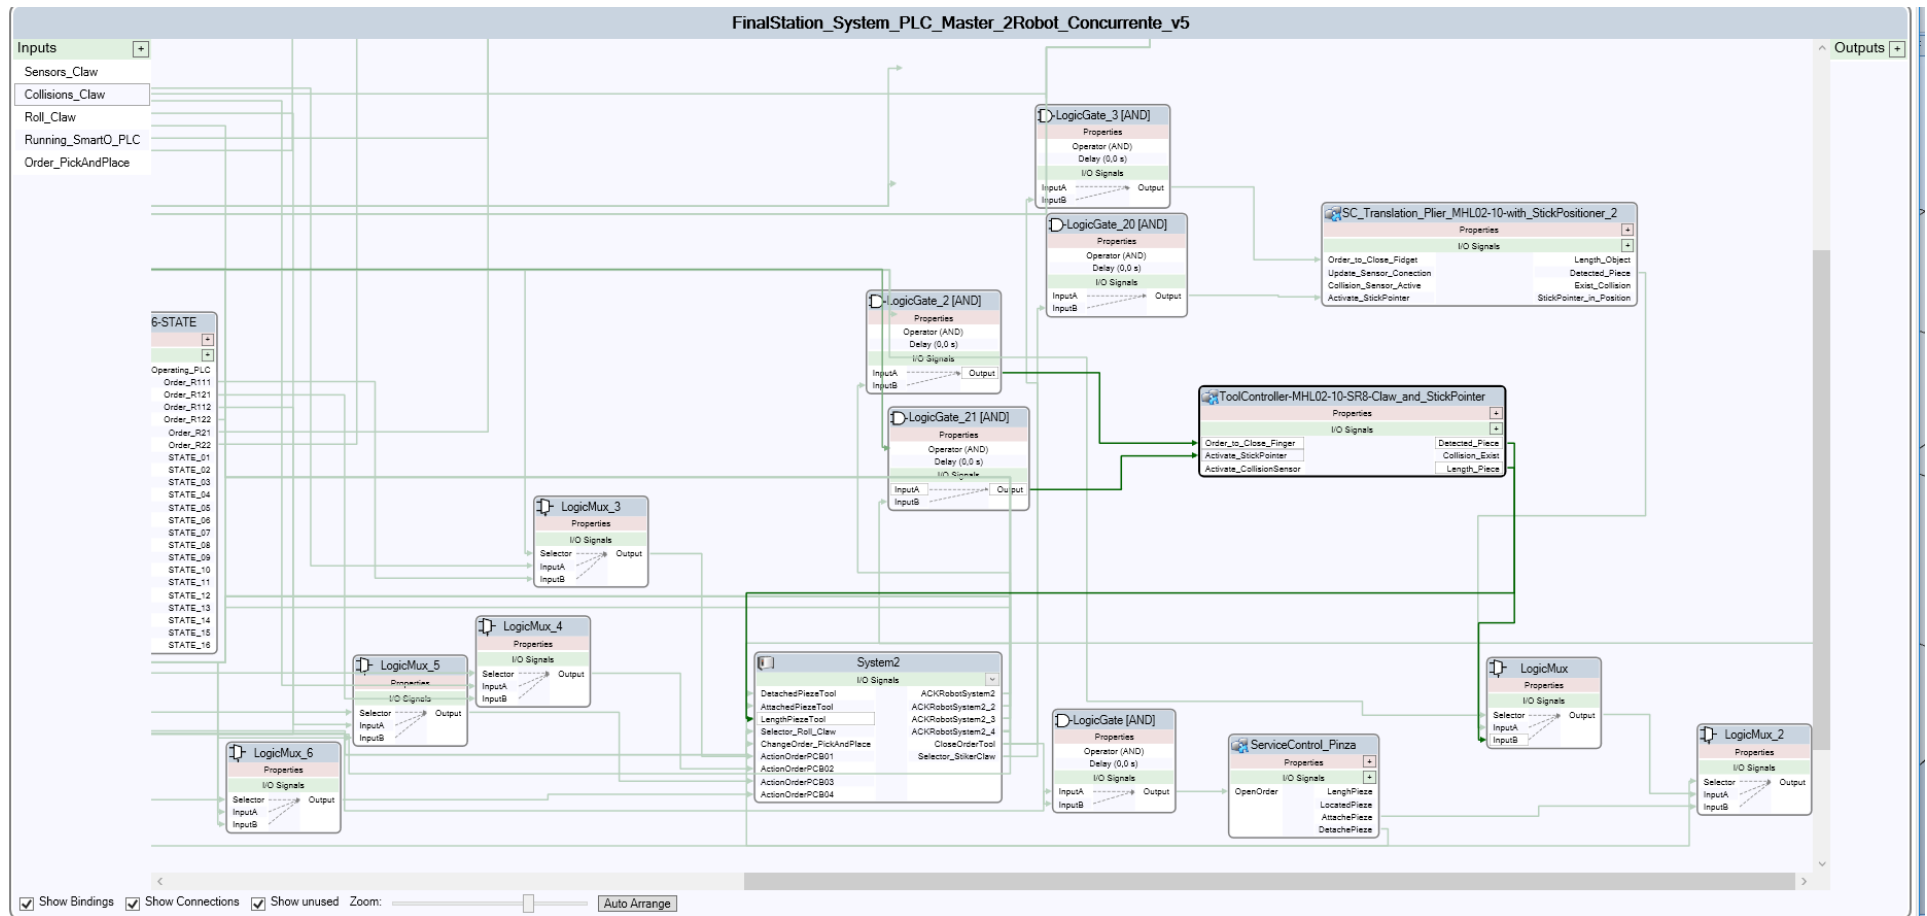 FinalStation_System_PLC_Master_2Robot_Concurrente_v5
Inputs +
Outputs +
Sensors_Claw
Collisions_Claw
Roll_Claw
Running_SmartO_PLC
Order_PickAndPlace
LogicGate_3 [AND]
Properties
Operator (AND)
Delay (0,0 s)
I/O Signals
InputA Output
InputB
LogicGate_20 [AND]
Properties
Operator (AND)
Delay (0,0 s)
I/O Signals
InputA Output
InputB
SC_Translation_Plier_MHL02-10-with_StickPositioner_2
Properties +
I/O Signals +
Order_to_Close_Fidget Length_Object
Update_Sensor_Conection Detected_Piece
Collision_Sensor_Active Exist_Collision
Activate_StickPointer StickPointer_in_Position
LogicGate_2 [AND]
Properties
Operator (AND)
Delay (0,0 s)
I/O Signals
InputA Output
InputB
6-STATE
+
+
Operating_PLC
Order_R111
Order_R121
Order_R112
Order_R122
Order_R21
Order_R22
STATE_01
STATE_02
STATE_03
STATE_04
STATE_05
STATE_06
STATE_07
STATE_08
STATE_09
STATE_10
STATE_11
STATE_12
STATE_13
STATE_14
STATE_15
STATE_16
LogicGate_21 [AND]
Properties
Operator (AND)
Delay (0,0 s)
I/O Signals
InputA Output
InputB
ToolController-MHL02-10-SR8-Claw_and_StickPointer
Properties +
I/O Signals +
Order_to_Close_Finger Detected_Piece
Activate_StickPointer Collision_Exist
Activate_CollisionSensor Length_Piece
LogicMux_3
Properties
I/O Signals
Selector Output
InputA
InputB
LogicMux_4
Properties
I/O Signals
Selector Output
InputA
InputB
LogicMux_5
Properties
I/O Signals
Selector Output
InputA
InputB
LogicMux_6
Properties
I/O Signals
Selector Output
InputA
InputB
System2
I/O Signals
DetachedPiezeTool ACKRobotSystem2
AttachedPiezeTool ACKRobotSystem2_2
LengthPiezeTool ACKRobotSystem2_3
Selector_Roll_Claw ACKRobotSystem2_4
ChangeOrder_PickAndPlace CloseOrderTool
ActionOrderPCB01 Selector_StikerClaw
ActionOrderPCB02
ActionOrderPCB03
ActionOrderPCB04
LogicGate [AND]
Properties
Operator (AND)
Delay (0,0 s)
I/O Signals
InputA Output
InputB
ServiceControl_Pinza
Properties +
I/O Signals +
OpenOrder LenghPieze
LocatedPieze
AttachePieze
DetachePieze
LogicMux
Properties
I/O Signals
Selector Output
InputA
InputB
LogicMux_2
Properties
I/O Signals
Selector Output
InputA
InputB
Show Bindings Show Connections Show unused Zoom: Auto Arrange